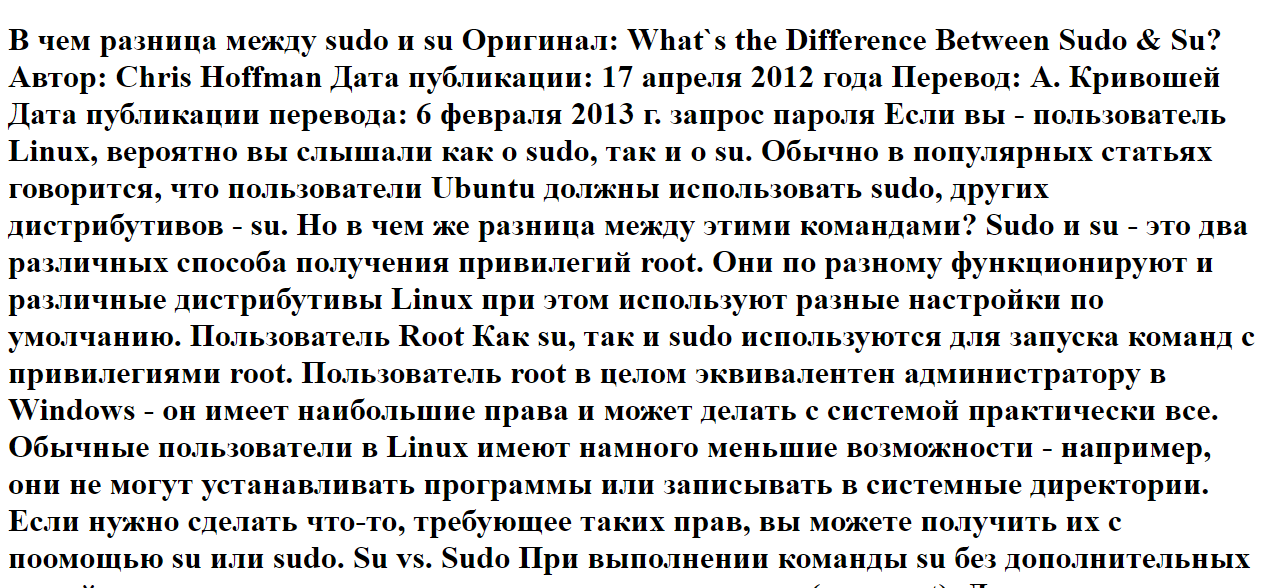 В чем разница между sudo и su Оригинал: What`s the Difference Between Sudo & Su?
Автор: Chris Hoffman Дата публикации: 17 апреля 2012 года Перевод: А. Кривошей
Дата публикации перевода: 6 февраля 2013 г. запрос пароля Если вы - пользователь
Linux, вероятно вы слышали как о sudo, так и о su. Обычно в популярных статьях
говорится, что пользователи Ubuntu должны использовать sudo, других
дистрибутивов - su. Но в чем же разница между этими командами? Sudo и su - это два
различных способа получения привилегий root. Они по разному функционируют и
различные дистрибутивы Linux при этом используют разные настройки по
умолчанию. Пользователь Root Как su, так и sudo используются для запуска команд с
привилегиями root. Пользователь root в целом эквивалентен администратору в
Windows - он имеет наибольшие права и может делать с системой практически все.
Обычные пользователи в Linux имеют намного меньшие возможности - например,
они не могут устанавливать программы или записывать в системные директории.
Если нужно сделать что-то, требующее таких прав, вы можете получить их с
поомощью su или sudo. Su vs. Sudo При выполнении команды su без дополнительных